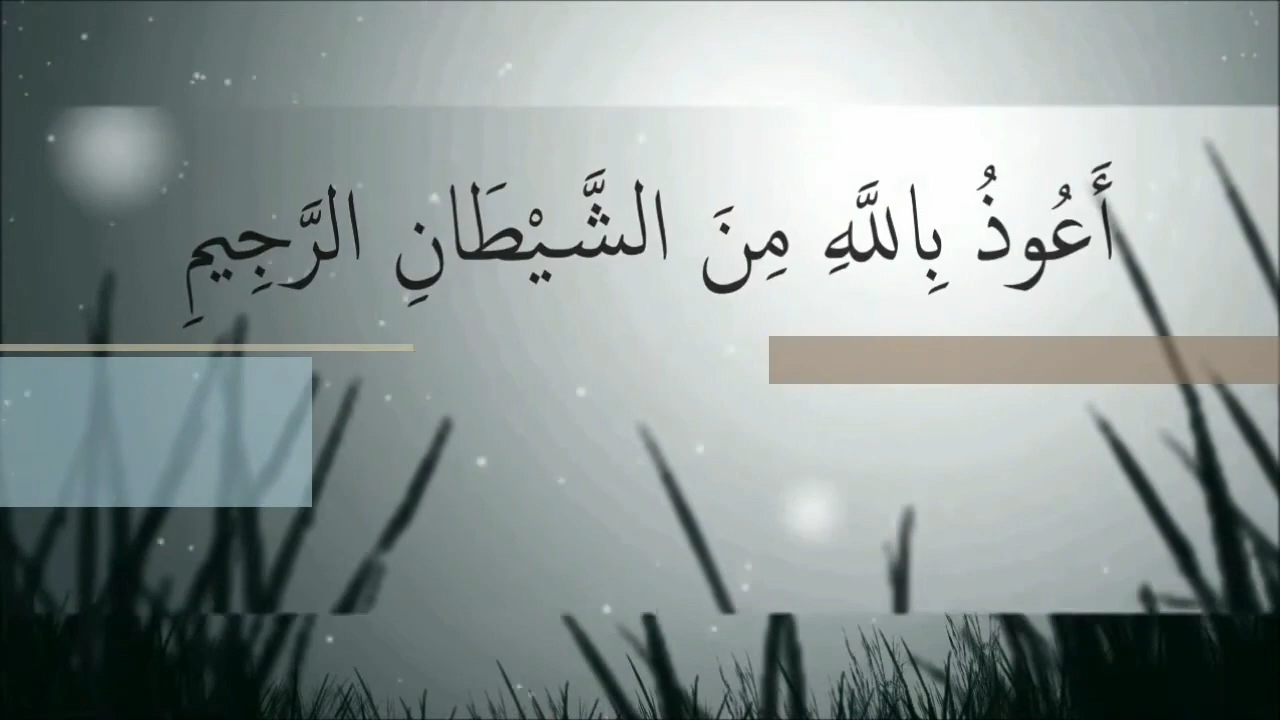 أَعُوذُ بِاللَّهِ مِنَ الشَّيْطَانِ الرَّجِيمِ